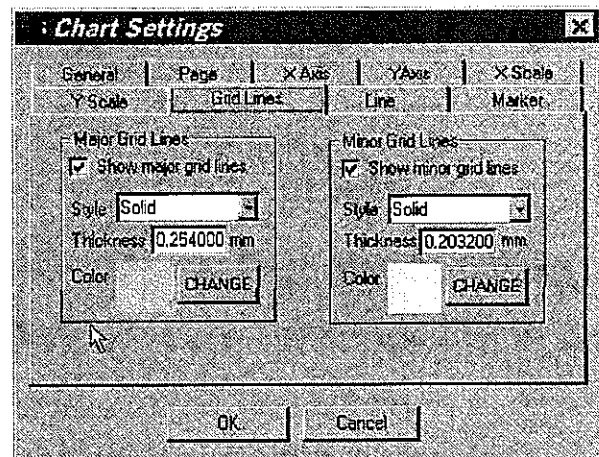 Chart Settings
General Page X Axis Y Axis X Scale
Y Scale Grid Lines Line Marker
Major Grid Lines
Show major grid lines
Style Solid
Thickness 0.254000 mm
Color CHANGE
Minor Grid Lines
Show minor grid lines
Style Solid
Thickness 0.203200 mm
Color CHANGE
OK Cancel